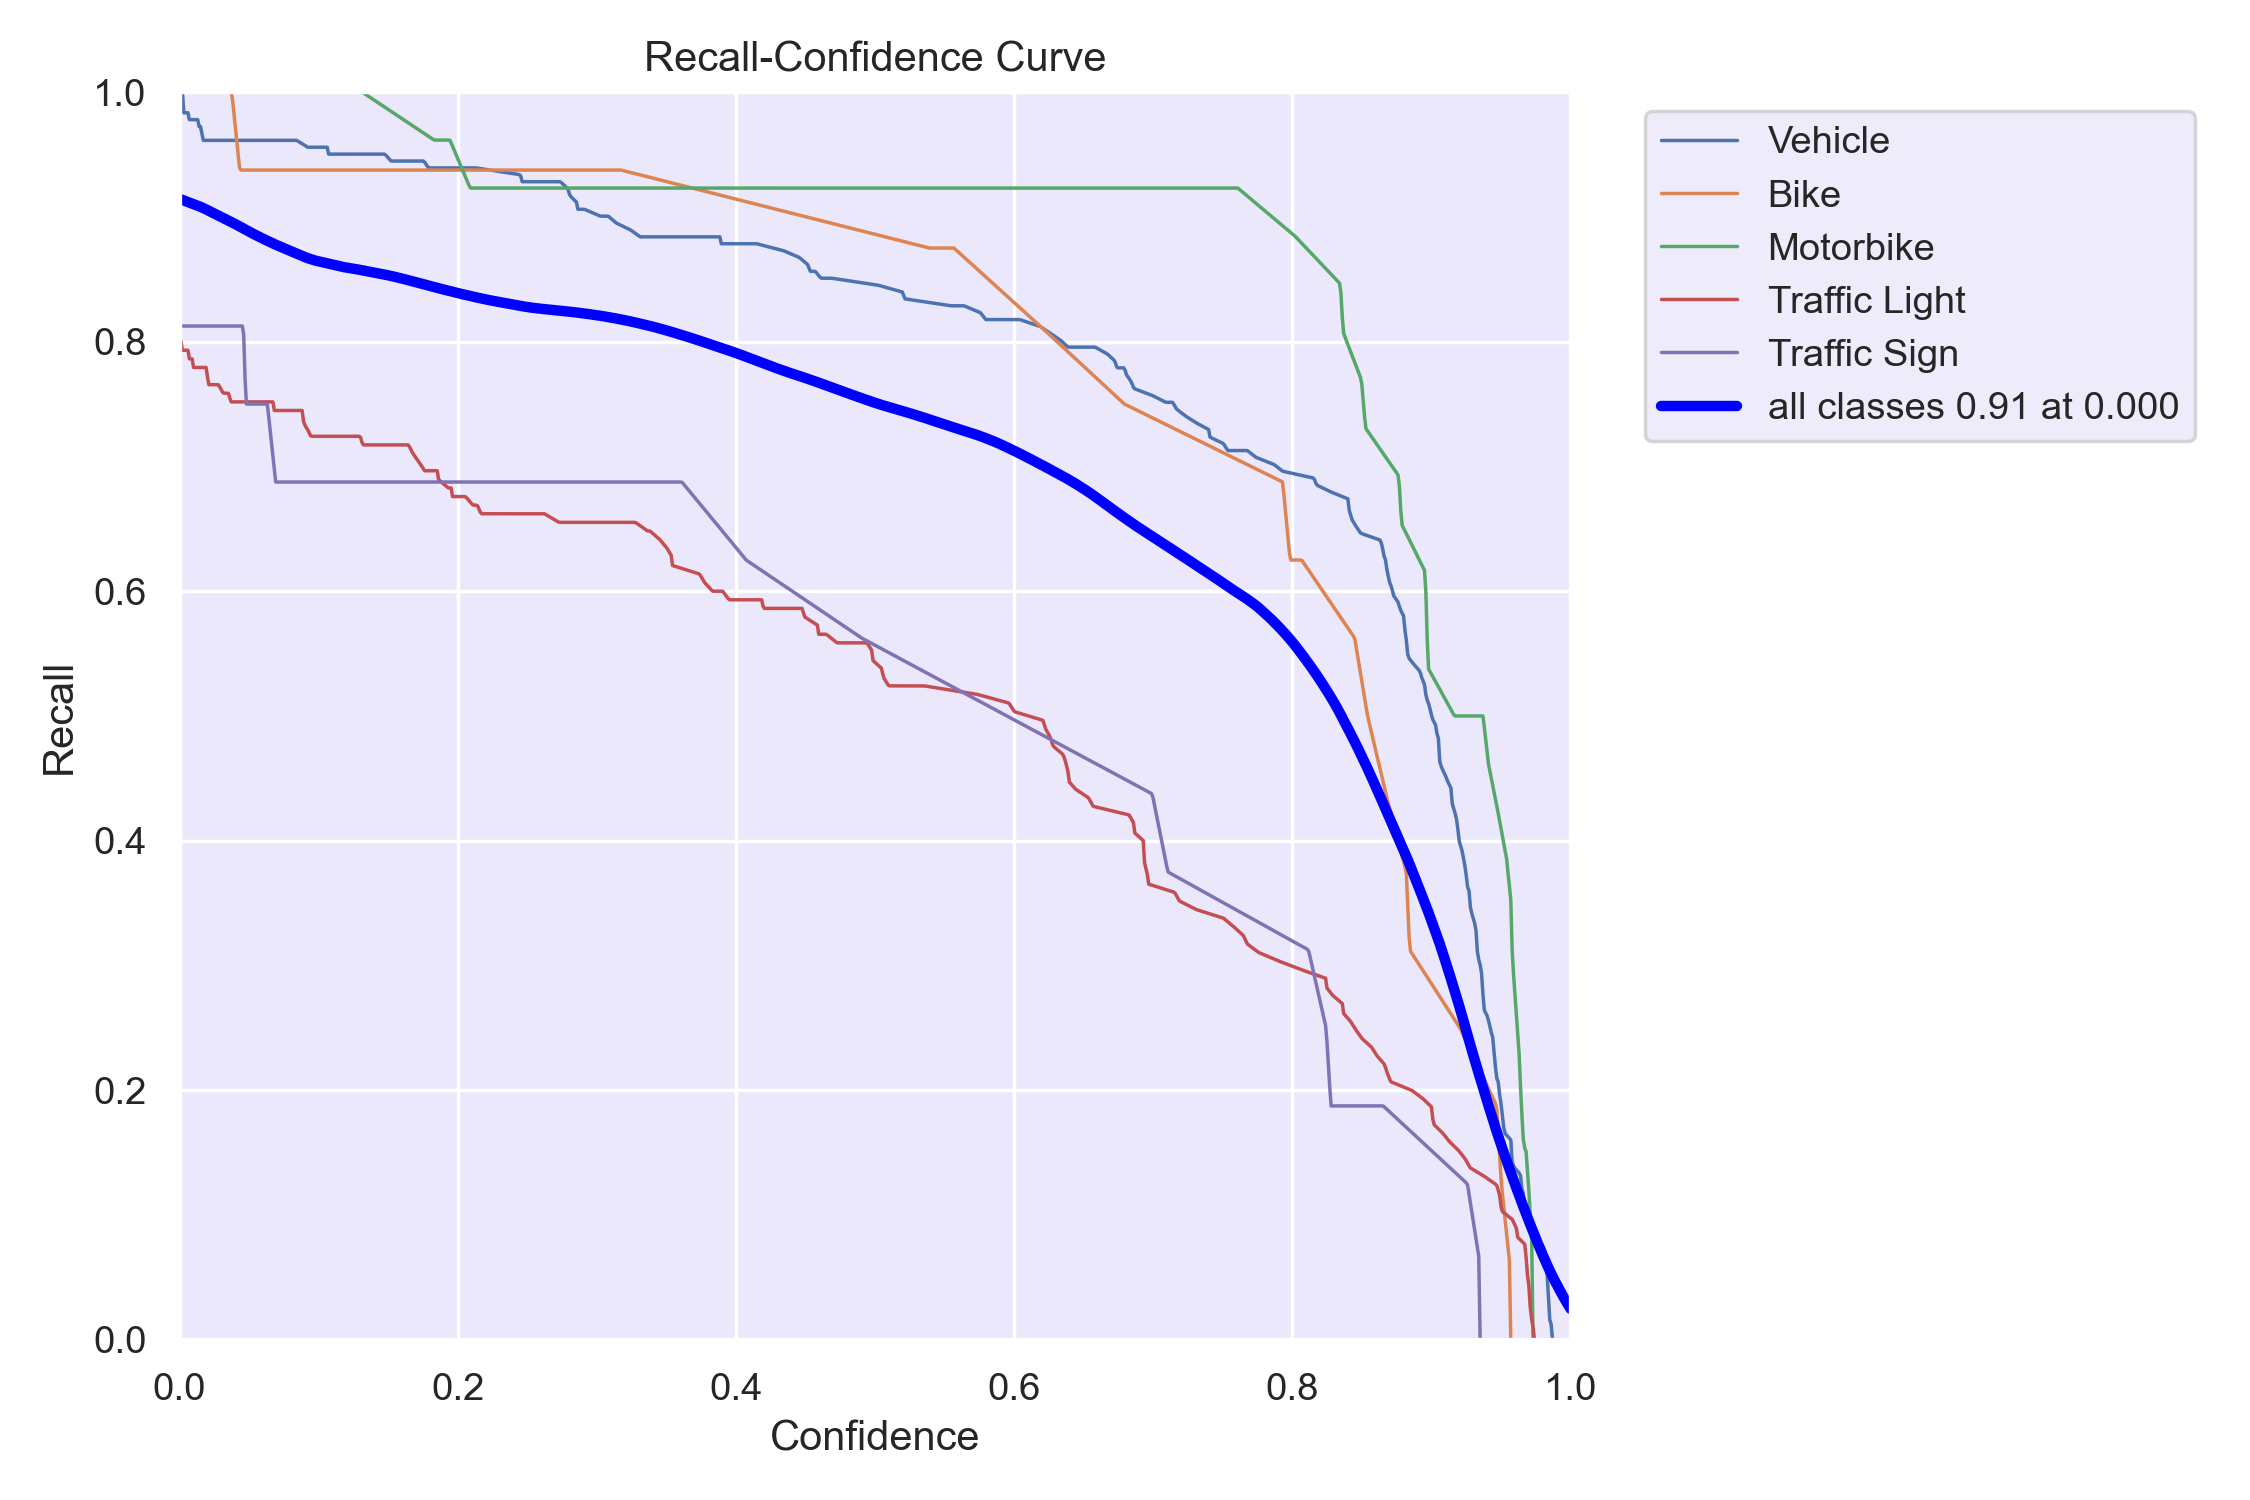 Recall-Confidence Curve
1.0
0.8
0.6
0.4
0.2
0.0
Recall
0.0 0.2 0.4 0.6 0.8 1.0
Confidence
Vehicle
Bike
Motorbike
Traffic Light
Traffic Sign
all classes 0.91 at 0.000